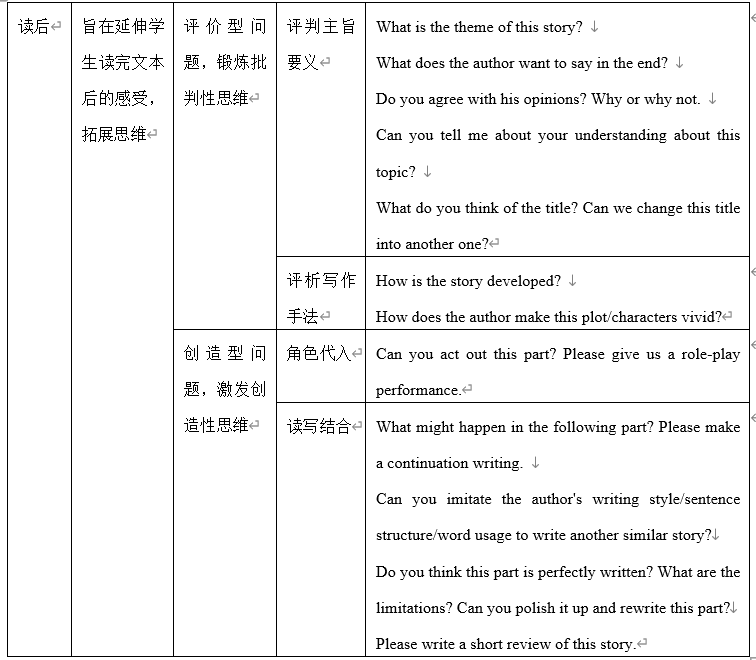 读后
旨在延伸学
生读完文本
后的感受，
拓展思维
评价型问
题，锻炼批
判性思维
评判主旨
要义
What is the theme of this story? ↓
What does the author want to say in the end? ↓
Do you agree with his opinions? Why or why not. ↓
Can you tell me about your understanding about this
topic? ↓
What do you think of the title? Can we change this title
into another one?
评析写作
手法
How is the story developed? ↓
How does the author make this plot/characters vivid?
创造型问
题，激发创
造性思维
角色代入
Can you act out this part? Please give us a role-play
performance.
读写结合
What might happen in the following part? Please make
a continuation writing. ↓
Can you imitate the author's writing style/sentence
structure/word usage to write another similar story?↓
Do you think this part is perfectly written? What are the
limitations? Can you polish it up and rewrite this part?↓
Please write a short review of this story.